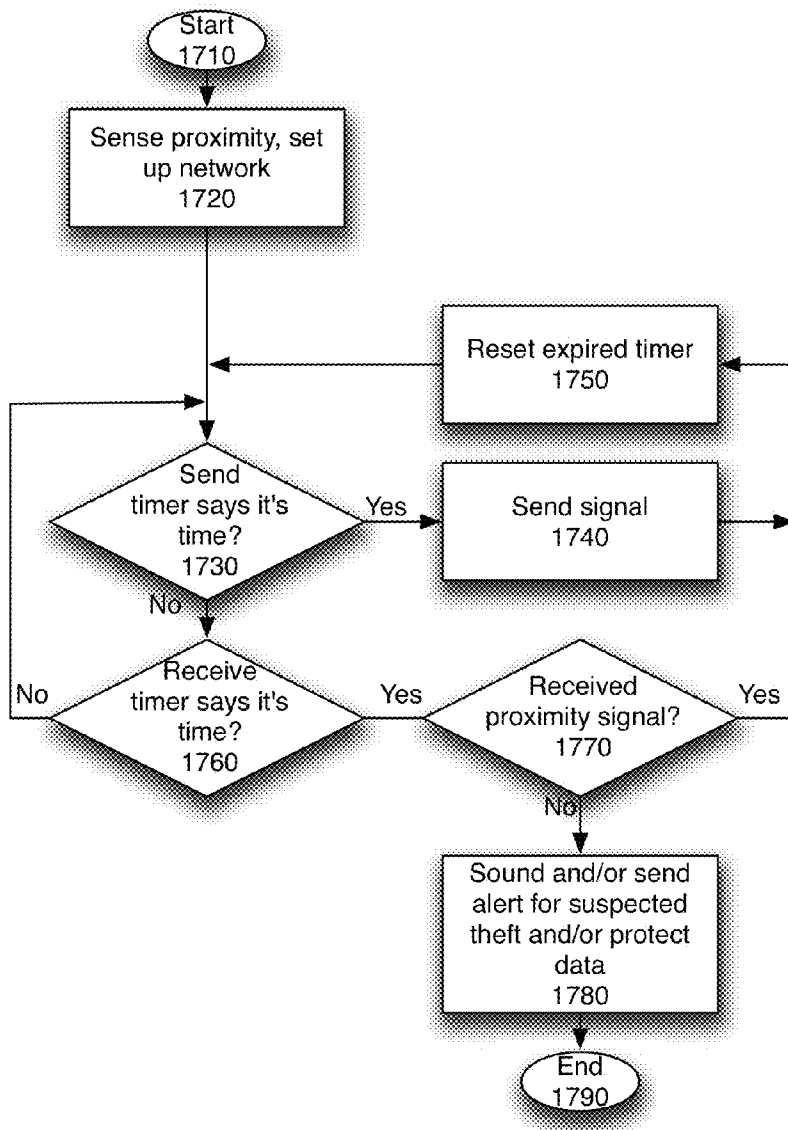 Start
1710
Sense proximity, set
up network
1720
Reset expired timer
1750
Send
timer says it's
time?
1730
Yes
Send signal
1740
No
Receive
timer says it's
time?
1760
No
Yes
Received
proximity signal?
1770
Yes
No
Sound and/or send
alert for suspected
theft and/or protect
data
1780
End
1790